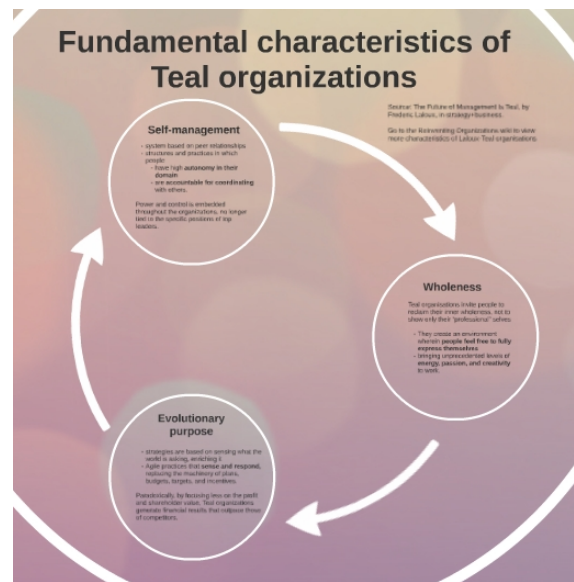 Fundamental characteristics of
Teal organizations
Source: The Future of Management Is Teal, by
Frederic Laloux, in strategy+business.
Go to the Reinventing Organizations wiki to view
more characteristics of Laloux Teal organisations
Self-management
- system based on peer relationships
- structures and practices in which
people
- have high autonomy in their
domain
- are accountable for coordinating
with others.
Power and control is embedded
throughout the organizations, no longer
tied to the specific positions of top
leaders.
Wholeness
Teal organisations invite people to
reclaim their inner wholeness, not to
show only their "professional" selves
- They create an environment
wherein people feel free to fully
express themselves
- bringing unprecedented levels of
energy, passion, and creativity
to work.
Evolutionary
purpose
- strategies are based on sensing what the
world is asking, enriching it
- Agile practices that sense and respond,
replacing the machinery of plans,
budgets, targets, and incentives.
Paradoxically, by focusing less on the profit
and shareholder value, Teal organizations
generate financial results that outpace those
of competitors.